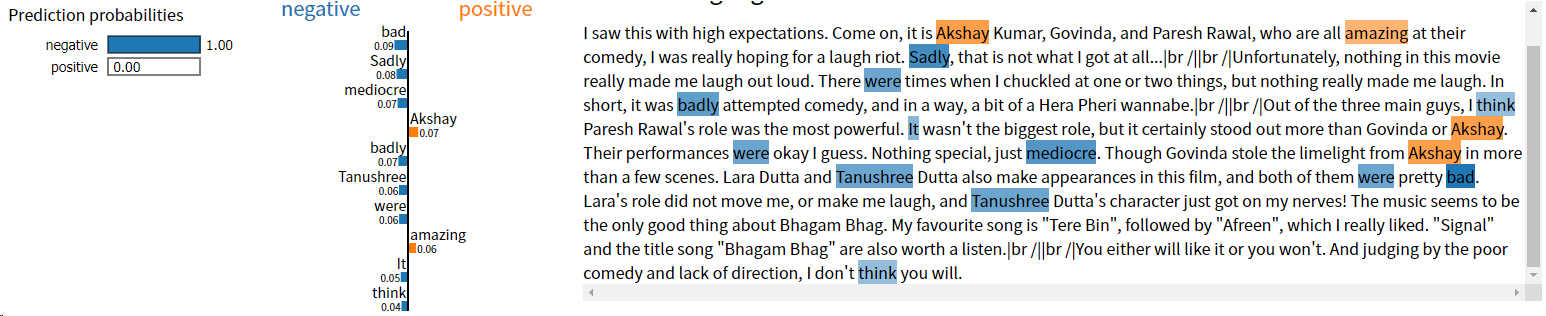 Prediction probabilities
negative 1.00
positive 0.00
negative positive
bad
0.09
Sadly
0.08
mediocre
0.07
Akshay
0.07
badly
0.07
Tanushree
0.06
were
0.06
amazing
0.06
It
0.05
think
0.04
I saw this with high expectations. Come on, it is Akshay Kumar, Govinda, and Paresh Rawal, who are all amazing at their
comedy, I was really hoping for a laugh riot. Sadly, that is not what I got at all...|br /||br /|Unfortunately, nothing in this movie
really made me laugh out loud. There were times when I chuckled at one or two things, but nothing really made me laugh. In
short, it was badly attempted comedy, and in a way, a bit of a Hera Pheri wannabe.|br /||br /|Out of the three main guys, I think
Paresh Rawal's role was the most powerful. It wasn't the biggest role, but it certainly stood out more than Govinda or Akshay.
Their performances were okay I guess. Nothing special, just mediocre. Though Govinda stole the limelight from Akshay in more
than a few scenes. Lara Dutta and Tanushree Dutta also make appearances in this film, and both of them were pretty bad.
Lara's role did not move me, or make me laugh, and Tanushree Dutta's character just got on my nerves! The music seems to be
the only good thing about Bhagam Bhag. My favourite song is "Tere Bin", followed by "Afreen", which I really liked. "Signal"
and the title song "Bhagam Bhag" are also worth a listen.|br /||br /|You either will like it or you won't. And judging by the poor
comedy and lack of direction, I don't think you will.